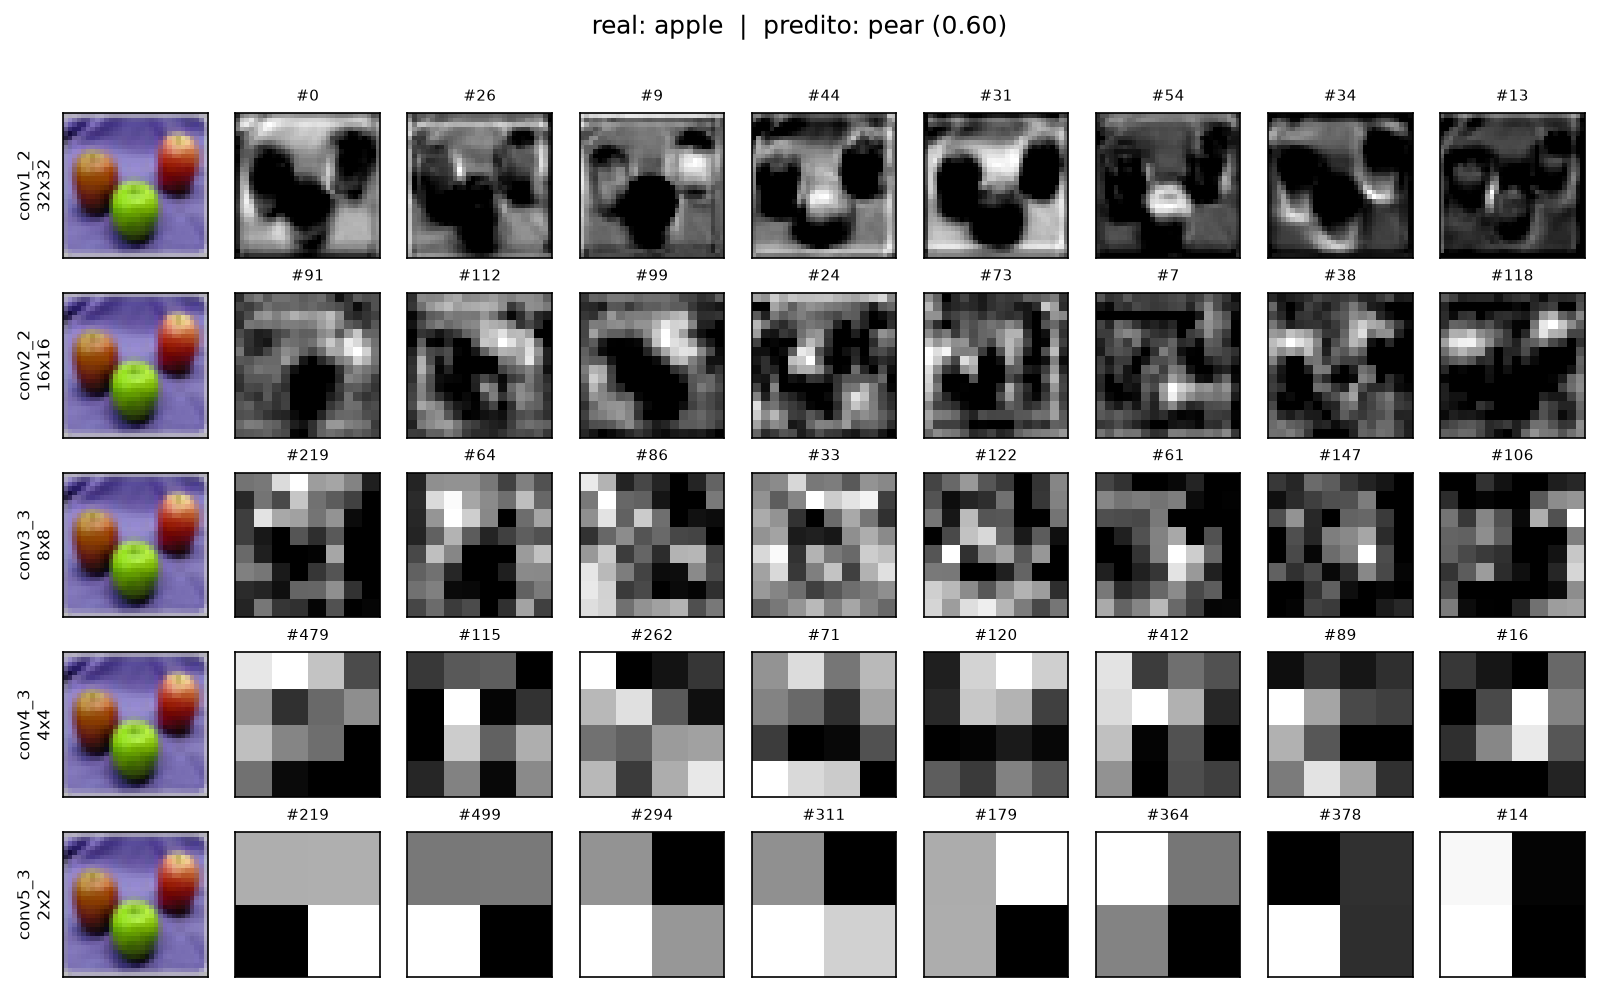 real: apple | predito: pear (0.60)
#0 #26 #9 #44 #31 #54 #34 #13
conv1_2
32x32
#91 #112 #99 #24 #73 #7 #38 #118
conv2_2
16x16
#219 #64 #86 #33 #122 #61 #147 #106
conv3_3
8x8
#479 #115 #262 #71 #120 #412 #89 #16
conv4_3
4x4
#219 #499 #294 #311 #179 #364 #378 #14
conv5_3
2x2